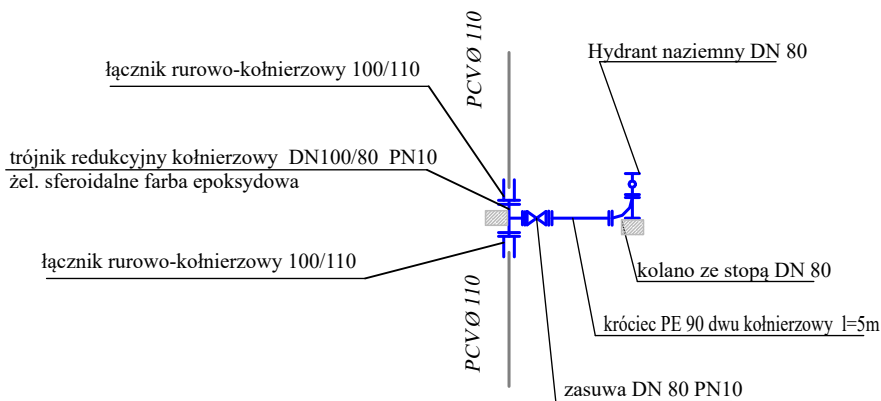 Hydrant naziemny DN 80
łącznik rurowo-kołnierzowy 100/110
PCV Ø 110
trójnik redukcyjny kołnierzowy DN100/80 PN10
żel. sferoidalne farba epoksydowa
łącznik rurowo-kołnierzowy 100/110
kolano ze stopą DN 80
PCV Ø 110
króciec PE 90 dwu kołnierzowy l=5m
zasuwa DN 80 PN10